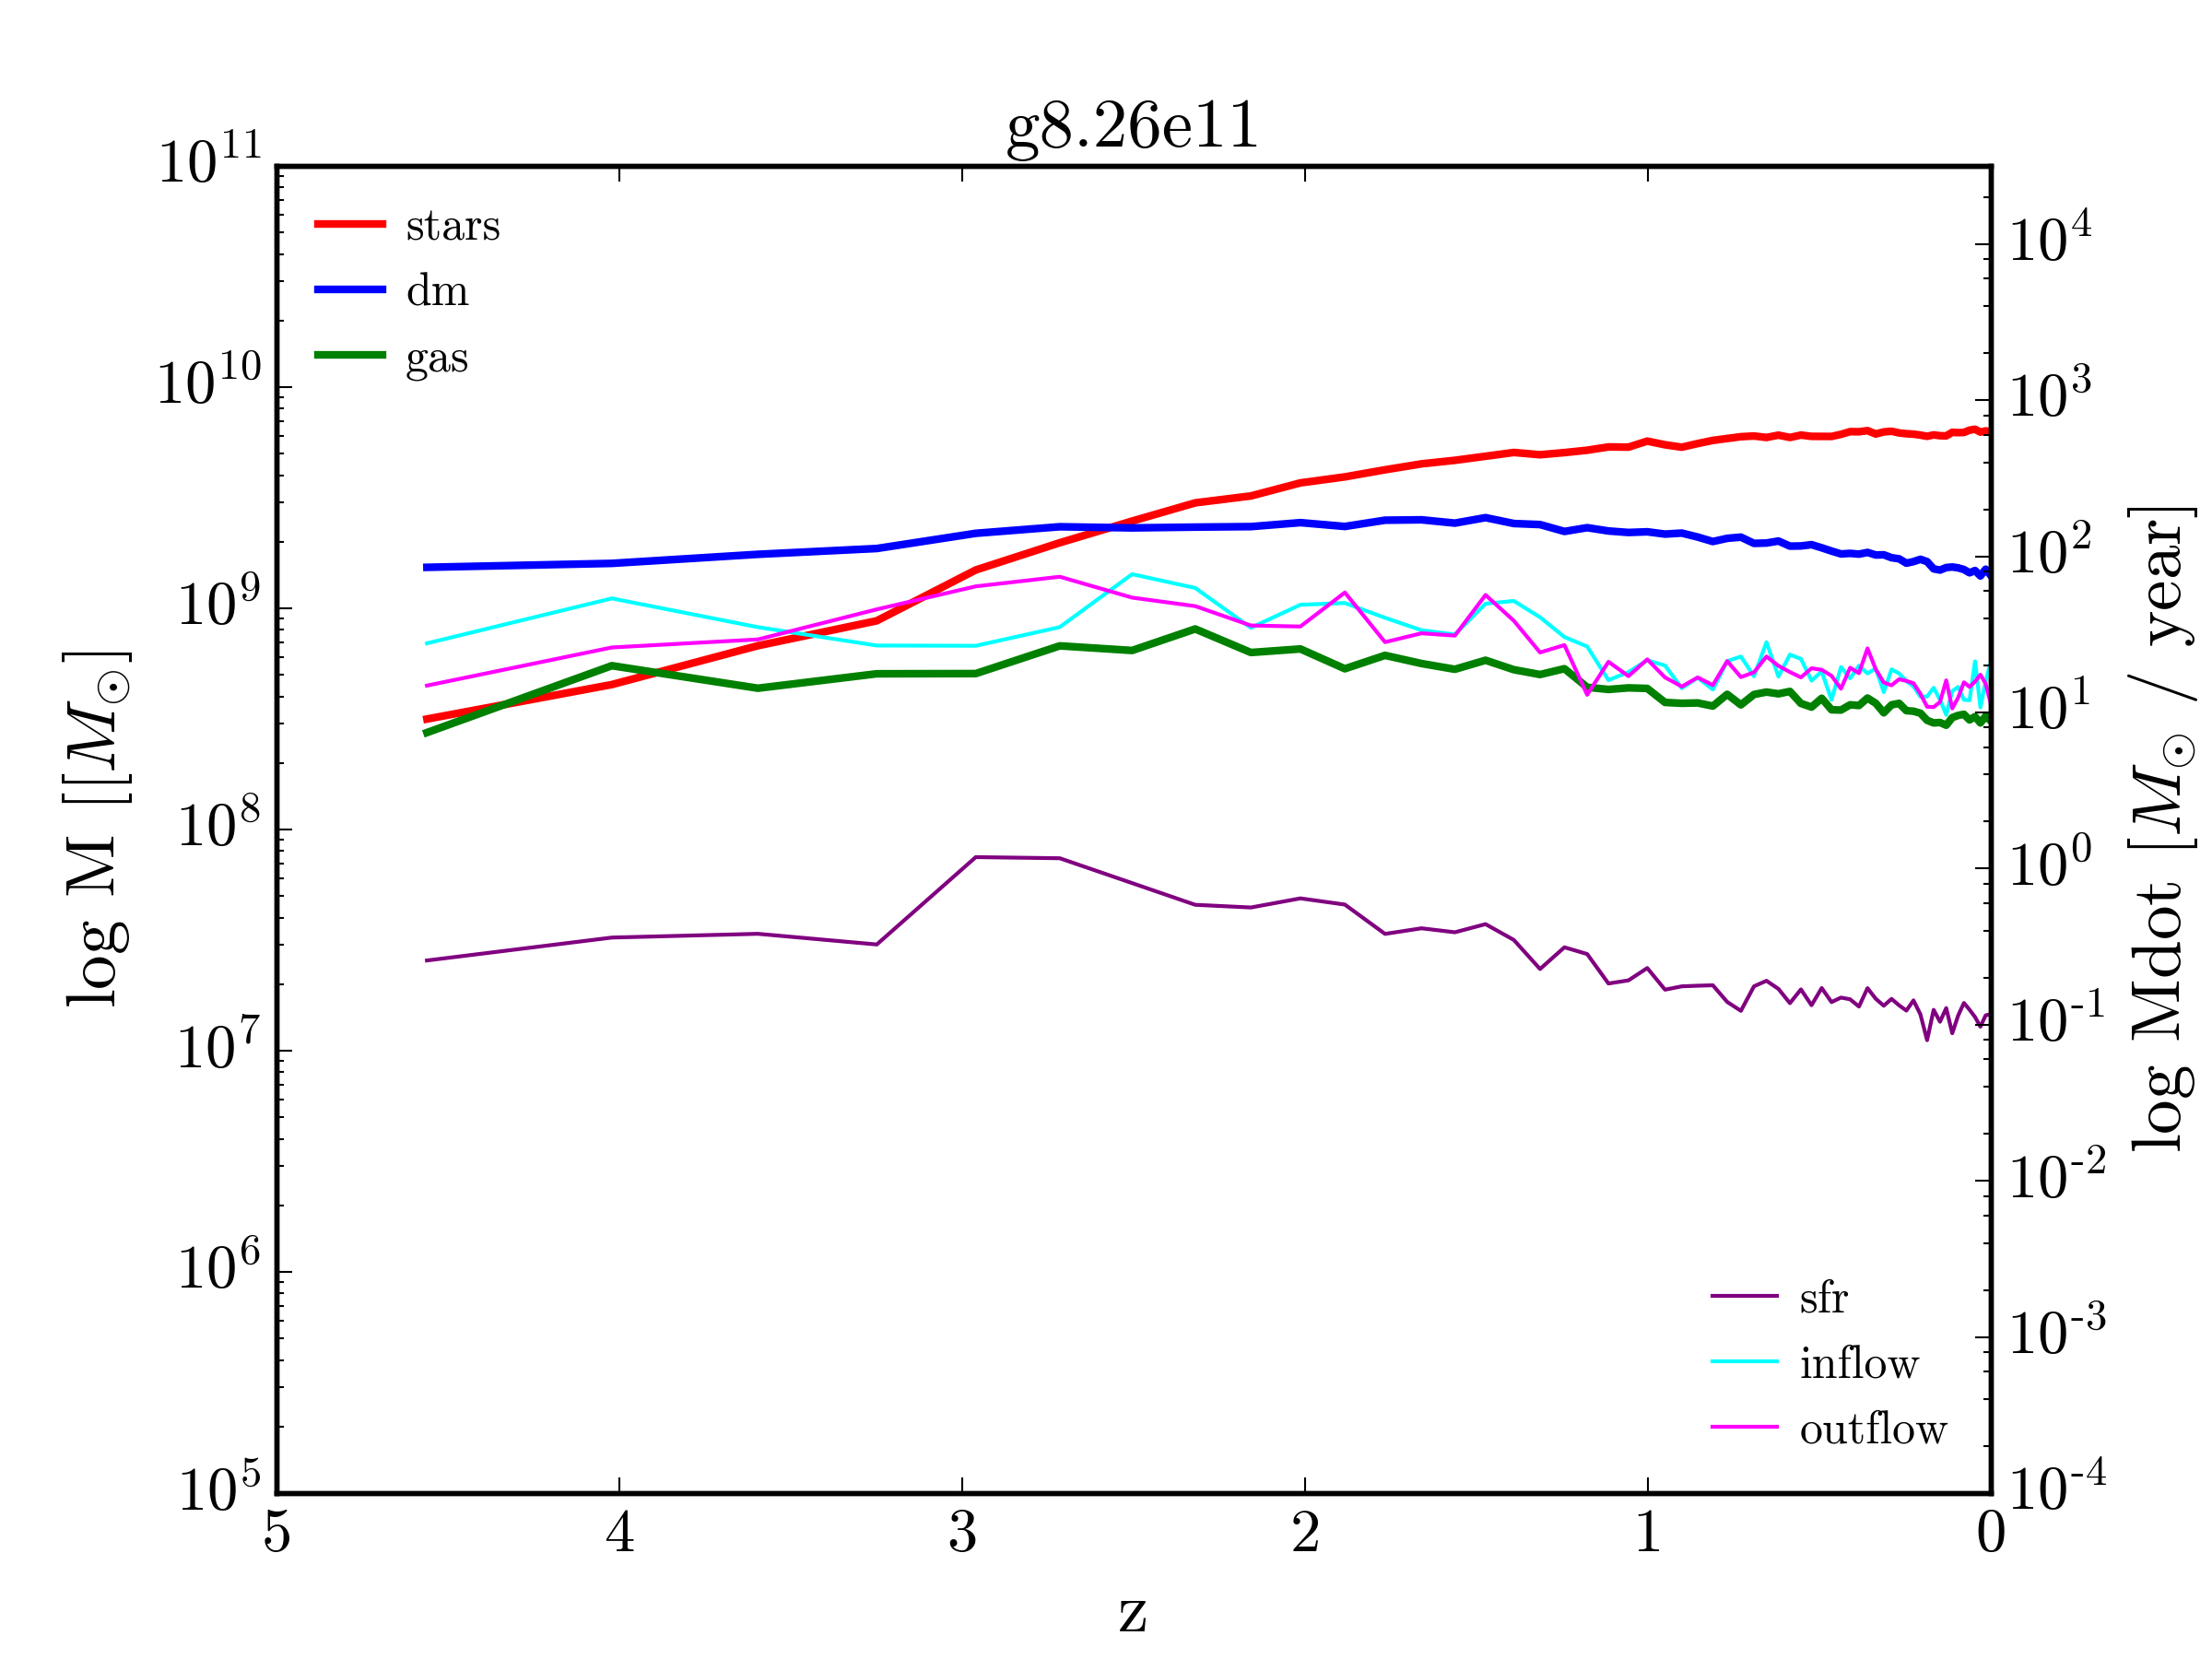 g8.26e11
10^11
10^10
10^9
10^8
10^7
10^6
10^5
log M [[M_⊙]
stars
dm
gas
10^4
10^3
10^2
10^1
10^0
10^-1
10^-2
10^-3
10^-4
log Mdot [M_⊙ / year]
sfr
inflow
outflow
5 4 3 2 1 0
z